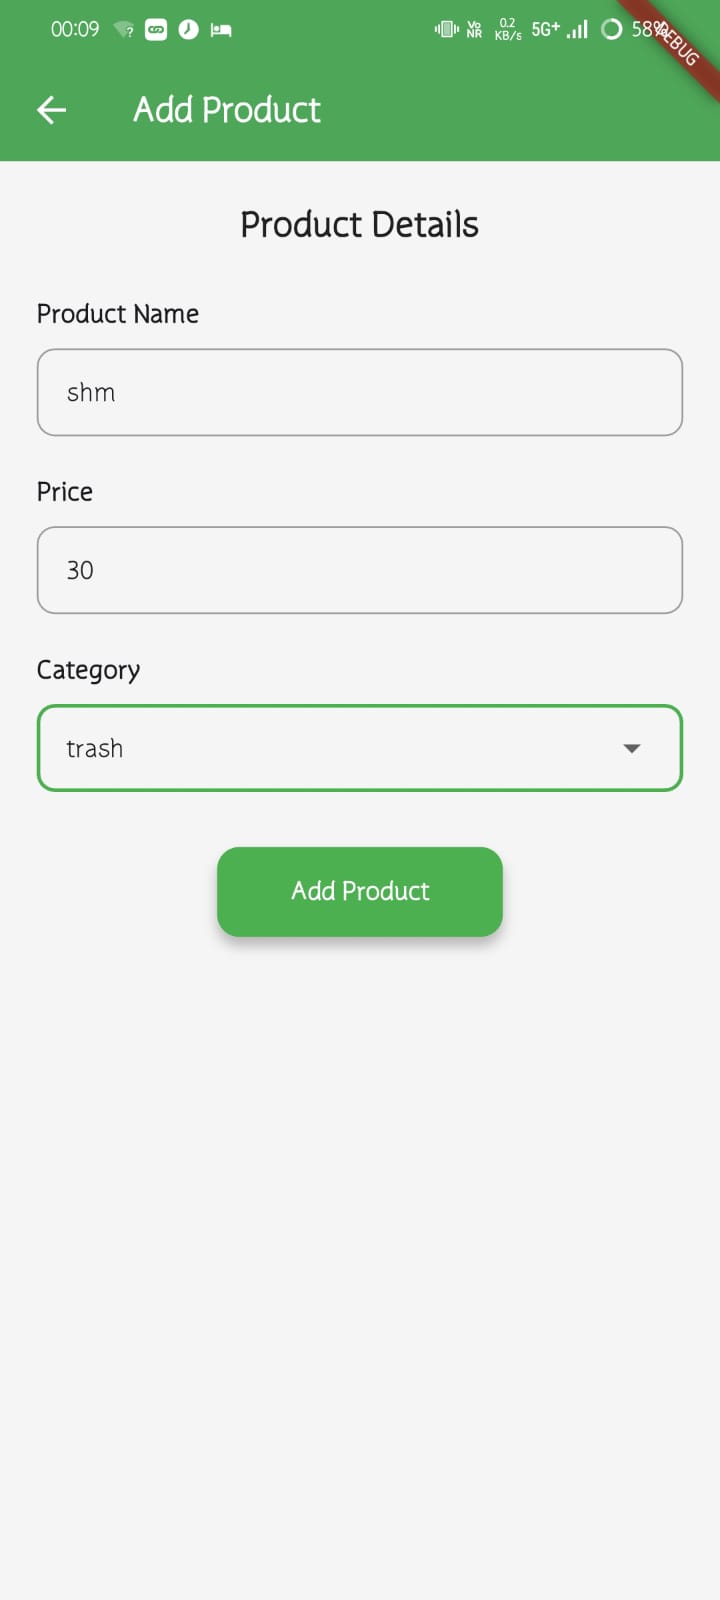 00:09 ? Vo NR 0.2 KB/s 5G+ 58%
DEBUG
Add Product
Product Details
Product Name
shm
Price
30
Category
trash
Add Product